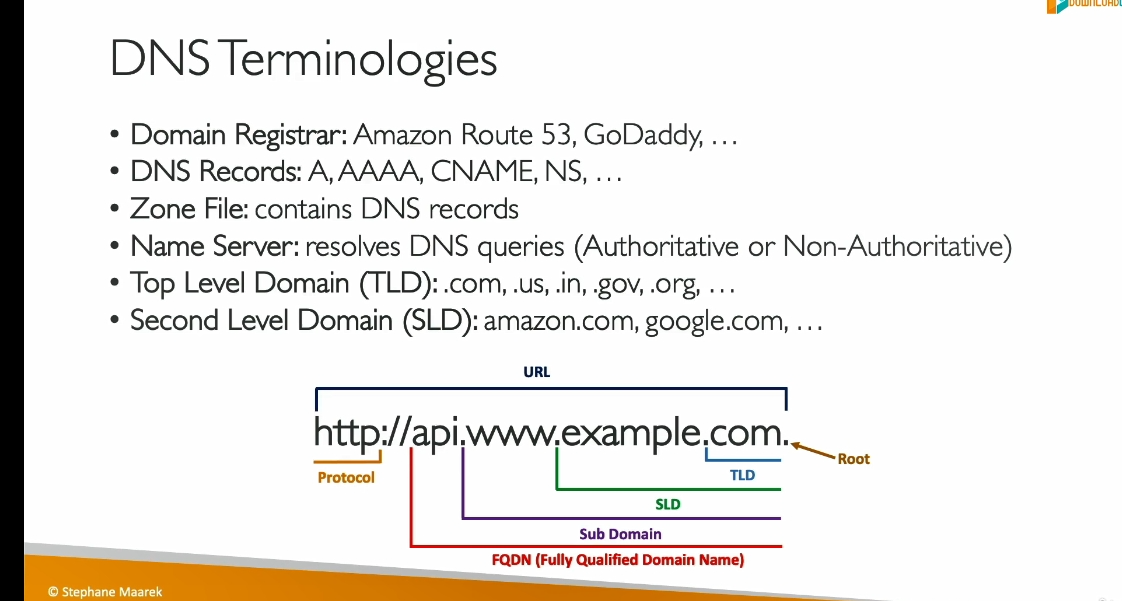 DNS Terminologies
• Domain Registrar: Amazon Route 53, GoDaddy, …
• DNS Records: A, AAAA, CNAME, NS, …
• Zone File: contains DNS records
• Name Server: resolves DNS queries (Authoritative or Non-Authoritative)
• Top Level Domain (TLD): .com, .us, .in, .gov, .org, …
• Second Level Domain (SLD): amazon.com, google.com, …
URL
http://api.www.example.com.
Root
Protocol
TLD
SLD
Sub Domain
FQDN (Fully Qualified Domain Name)
© Stephane Maarek